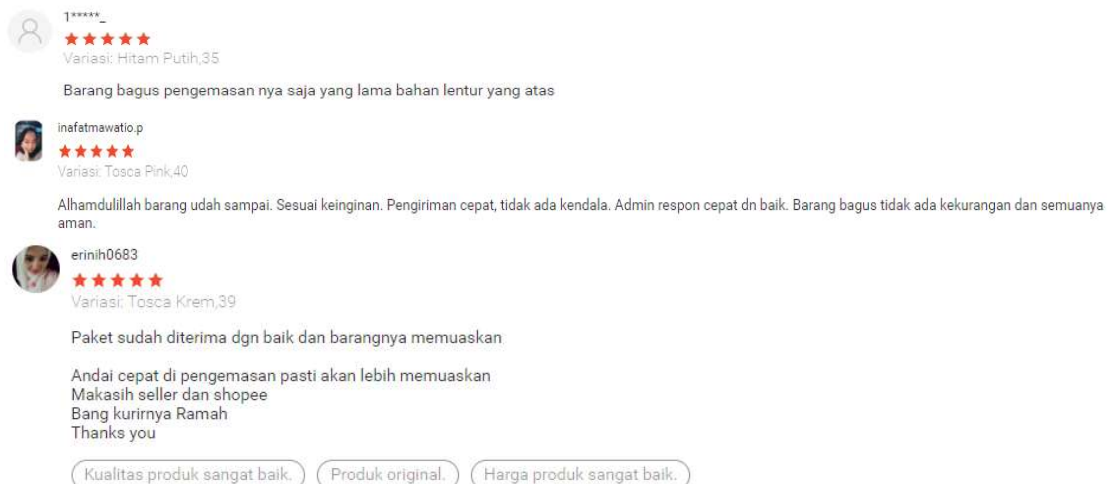 1*****_
Variasi: Hitam Putih,35
Barang bagus pengemasan nya saja yang lama bahan lentur yang atas
inafatmawatio.p
Variasi: Tosca Pink,40
Alhamdulillah barang udah sampai. Sesuai keinginan. Pengiriman cepat, tidak ada kendala. Admin respon cepat dn baik. Barang bagus tidak ada kekurangan dan semuanya
aman.
erinih0683
Variasi: Tosca Krem,39
Paket sudah diterima dgn baik dan barangnya memuaskan
Andai cepat di pengemasan pasti akan lebih memuaskan
Makasih seller dan shopee
Bang kurirnya Ramah
Thanks you
Kualitas produk sangat baik. Produk original. Harga produk sangat baik.